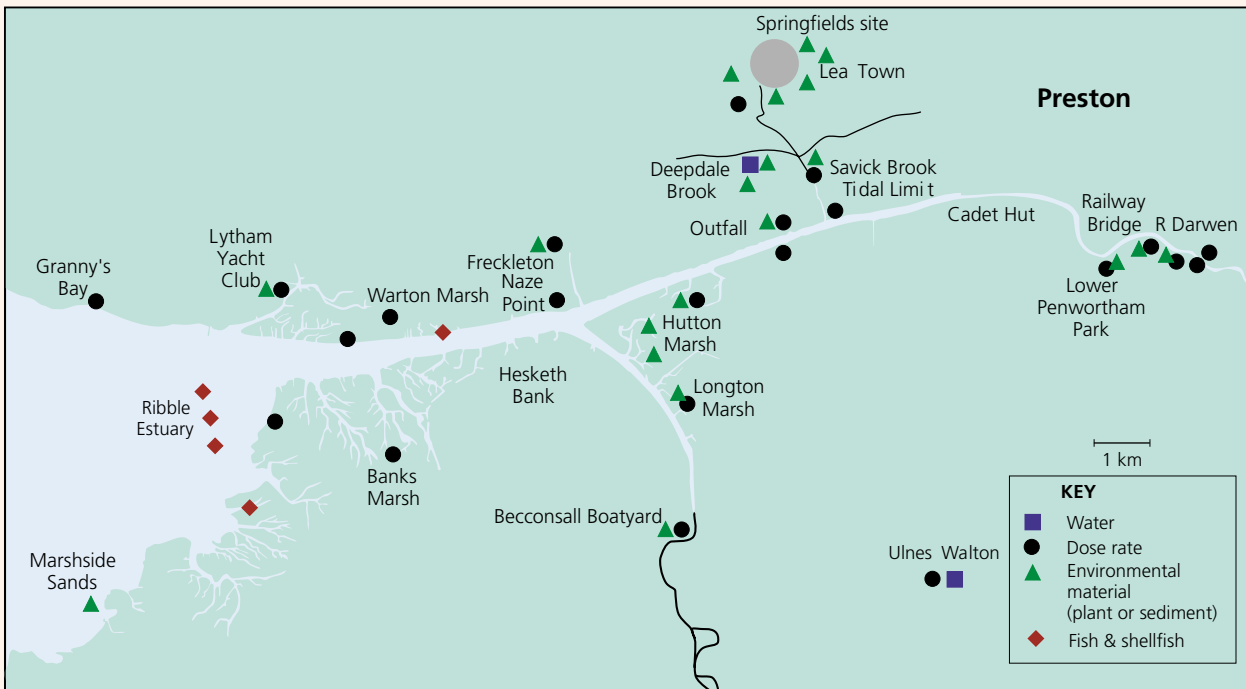 Springfields site
Lea Town
Preston
Deepdale
Brook
Savick Brook
Tidal Limit
Cadet Hut
Railway
Bridge
R Darwen
Outfall
Lytham
Yacht
Club
Granny's
Bay
Freckleton
Naze
Point
Warton Marsh
Lower
Penwortham
Park
Hutton
Marsh
Hesketh
Bank
Longton
Marsh
Ribble
Estuary
Banks
Marsh
Becconsall Boatyard
Marshside
Sands
Ulnes Walton
1 km
KEY
Water
Dose rate
Environmental
material
(plant or sediment)
Fish & shellfish